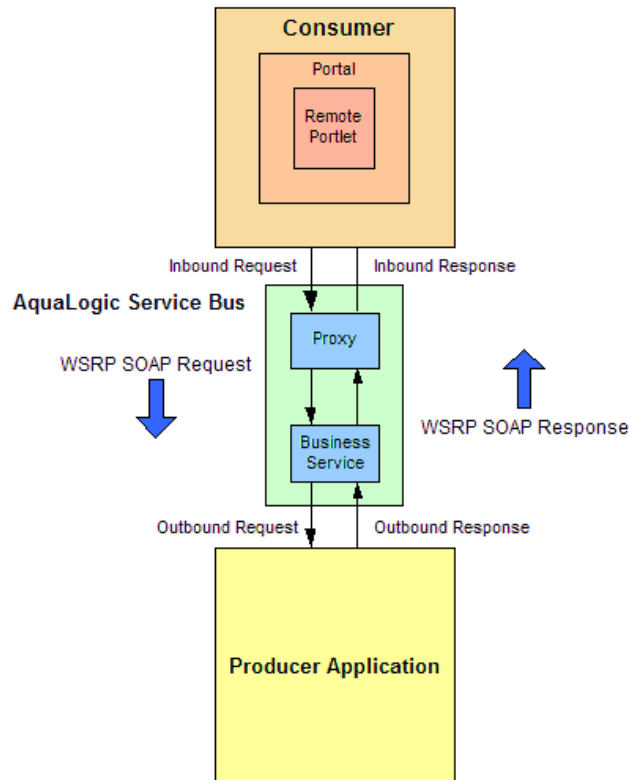 Consumer
Portal
Remote
Portlet
Inbound Request
Inbound Response
AquaLogic Service Bus
Proxy
WSRP SOAP Request
WSRP SOAP Response
Business
Service
Outbound Request
Outbound Response
Producer Application